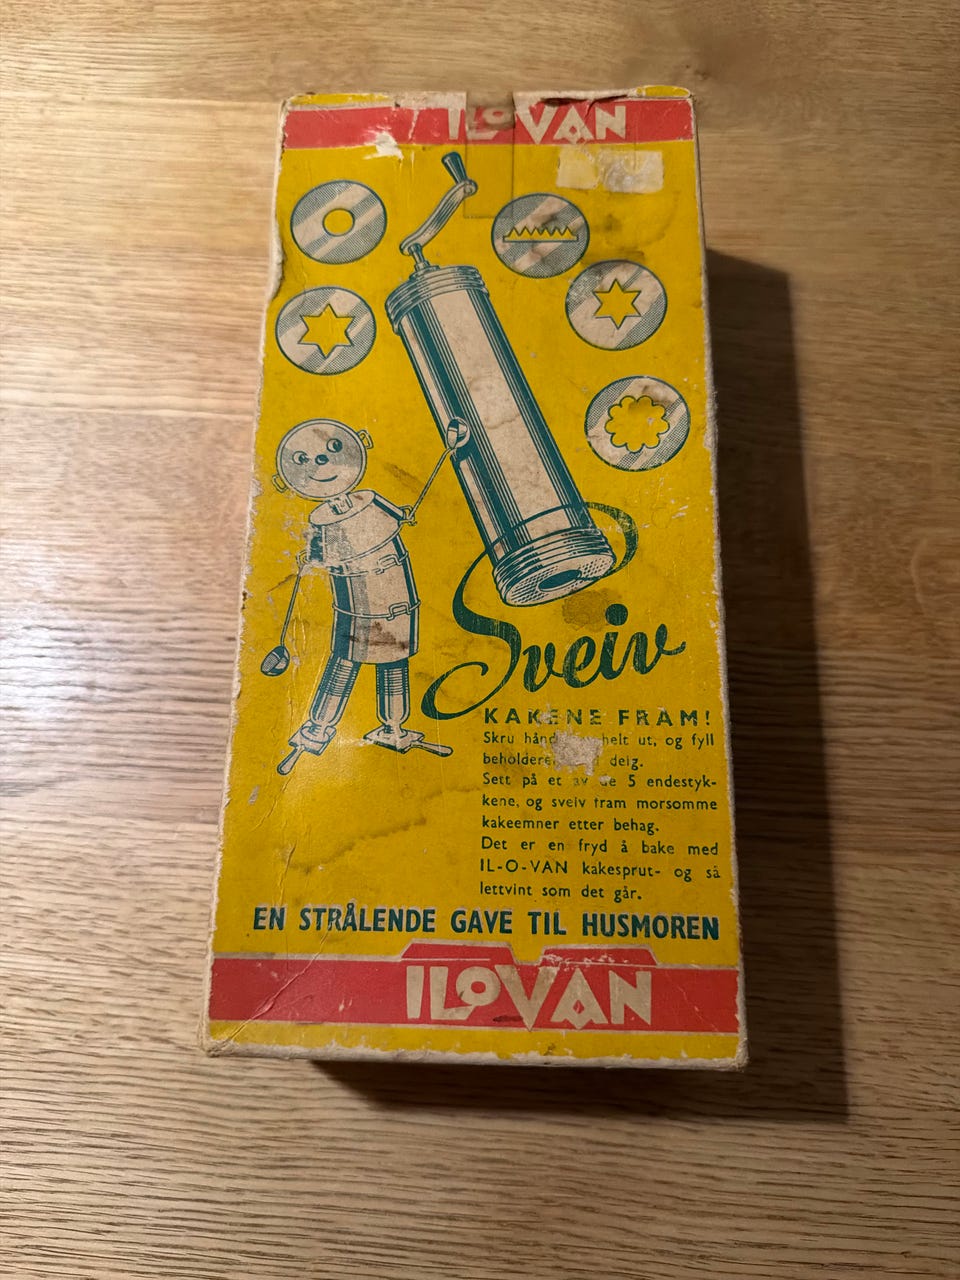 ILOVAN
Sveiv
KAKENE FRAM!
Skru helt ut, og fyll
deig.
Sett på et av de 5 endestyk-
kene, og sveiv fram morsomme
kakeemner etter behag.
Det er en fryd å bake med
IL-O-VAN kakesprut- og så
lettvint som det går.
EN STRÅLENDE GAVE TIL HUSMOREN
ILOVAN